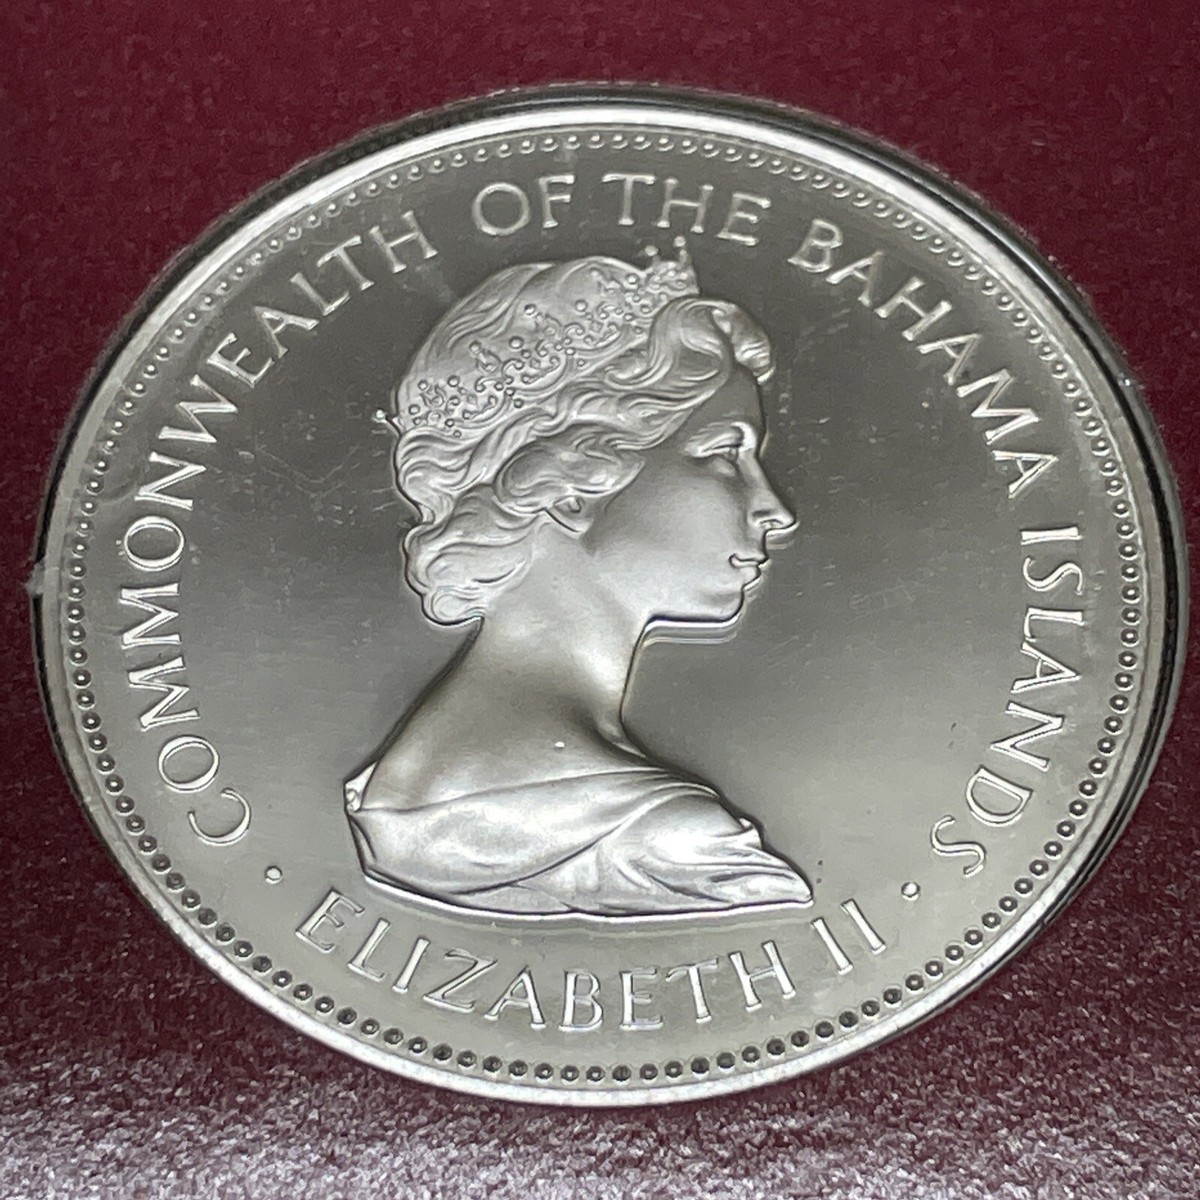 COMMONWEALTH OF THE BAHAMA ISLANDS
· ELIZABETH II ·